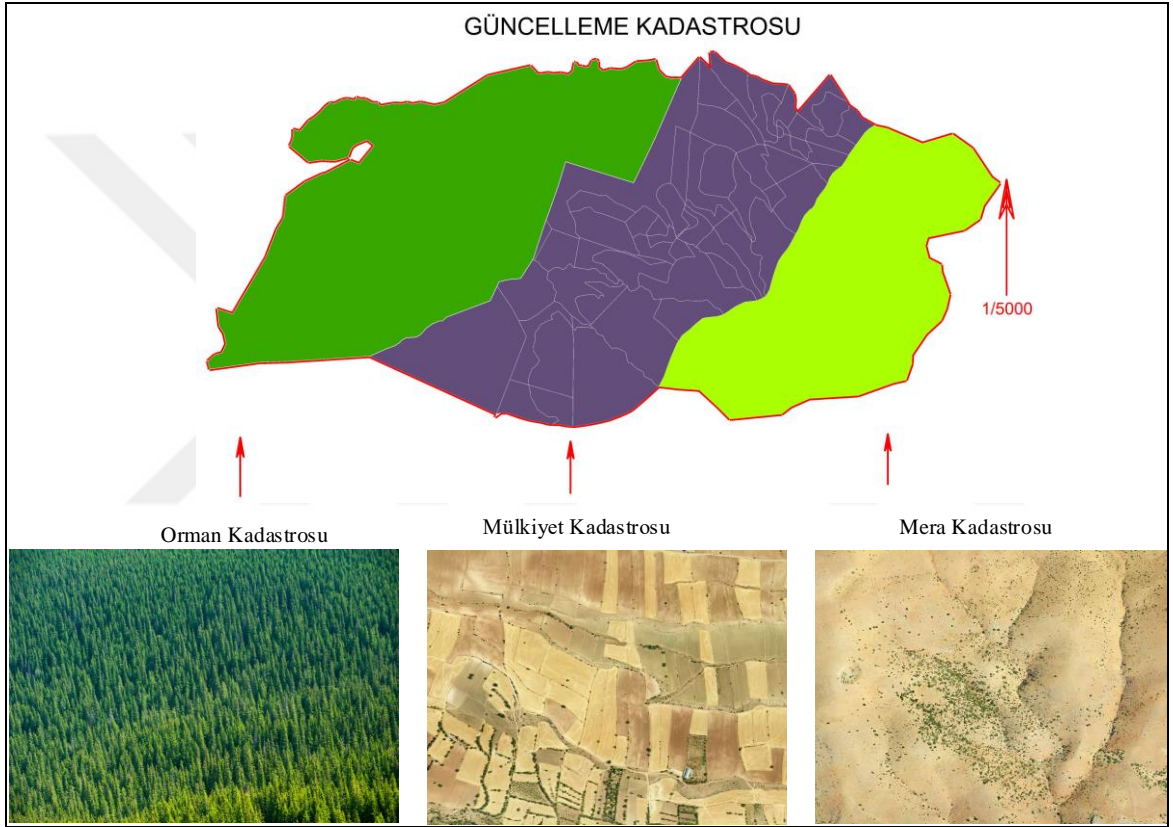 GÜNCELLEME KADASTROSU
1/5000
Orman Kadastrosu
Mülkiyet Kadastrosu
Mera Kadastrosu